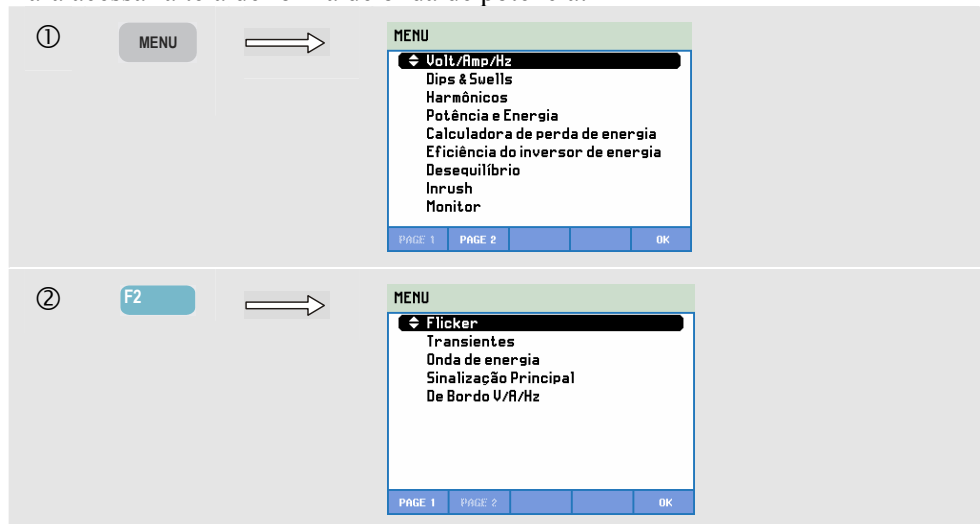 ①
MENU
MENU
Volt/Amp/Hz
Dips & Swells
Harmônicos
Potência e Energia
Calculadora de perda de energia
Eficiência do inversor de energia
Desequilíbrio
Inrush
Monitor
PAGE 1 PAGE 2 OK
②
F2
MENU
Flicker
Transientes
Onda de energia
Sinalização Principal
De Bordo V/A/Hz
PAGE 1 PAGE 2 OK